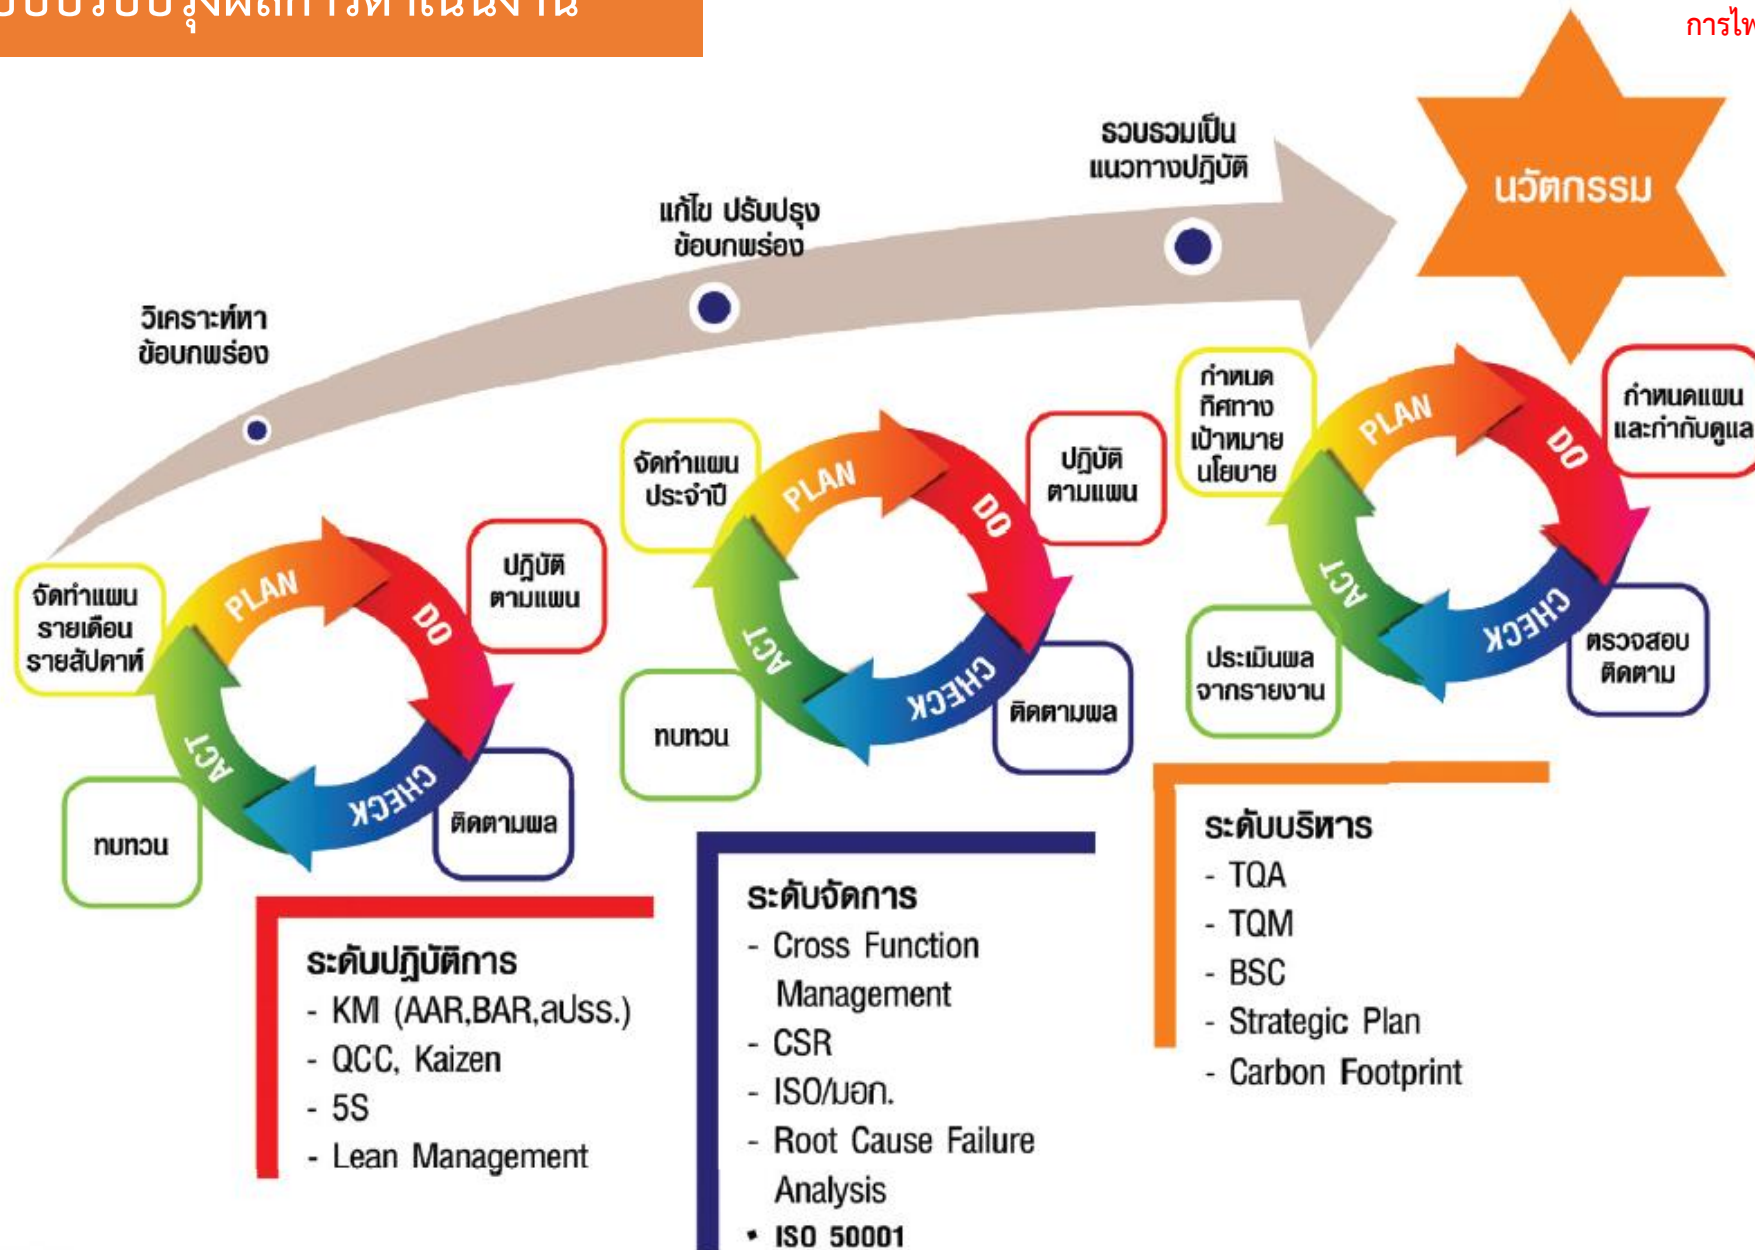 การไฟ
นวัตกรรม
รวบรวมเป็น
แนวทางปฏิบัติ
แก้ไข ปรับปรุง
ข้อบกพร่อง
วิเคราะห์หา
ข้อบกพร่อง
จัดทำแผน
รายเดือน
รายสัปดาห์
PLAN
DO
CHECK
ACT
ปฏิบัติ
ตามแผน
ติดตามผล
ทบทวน
ระดับปฏิบัติการ
- KM (AAR,BAR,ลปรร.)
- QCC, Kaizen
- 5S
- Lean Management
จัดทำแผน
ประจำปี
PLAN
DO
CHECK
ACT
ปฏิบัติ
ตามแผน
ติดตามผล
ทบทวน
ระดับจัดการ
- Cross Function
Management
- CSR
- ISO/มอก.
- Root Cause Failure
Analysis
• ISO 50001
กำหนด
ทิศทาง
เป้าหมาย
นโยบาย
PLAN
DO
CHECK
ACT
กำหนดแผน
และกำกับดูแล
ตรวจสอบ
ติดตาม
ประเมินผล
จากรายงาน
ระดับบริหาร
- TQA
- TQM
- BSC
- Strategic Plan
- Carbon Footprint